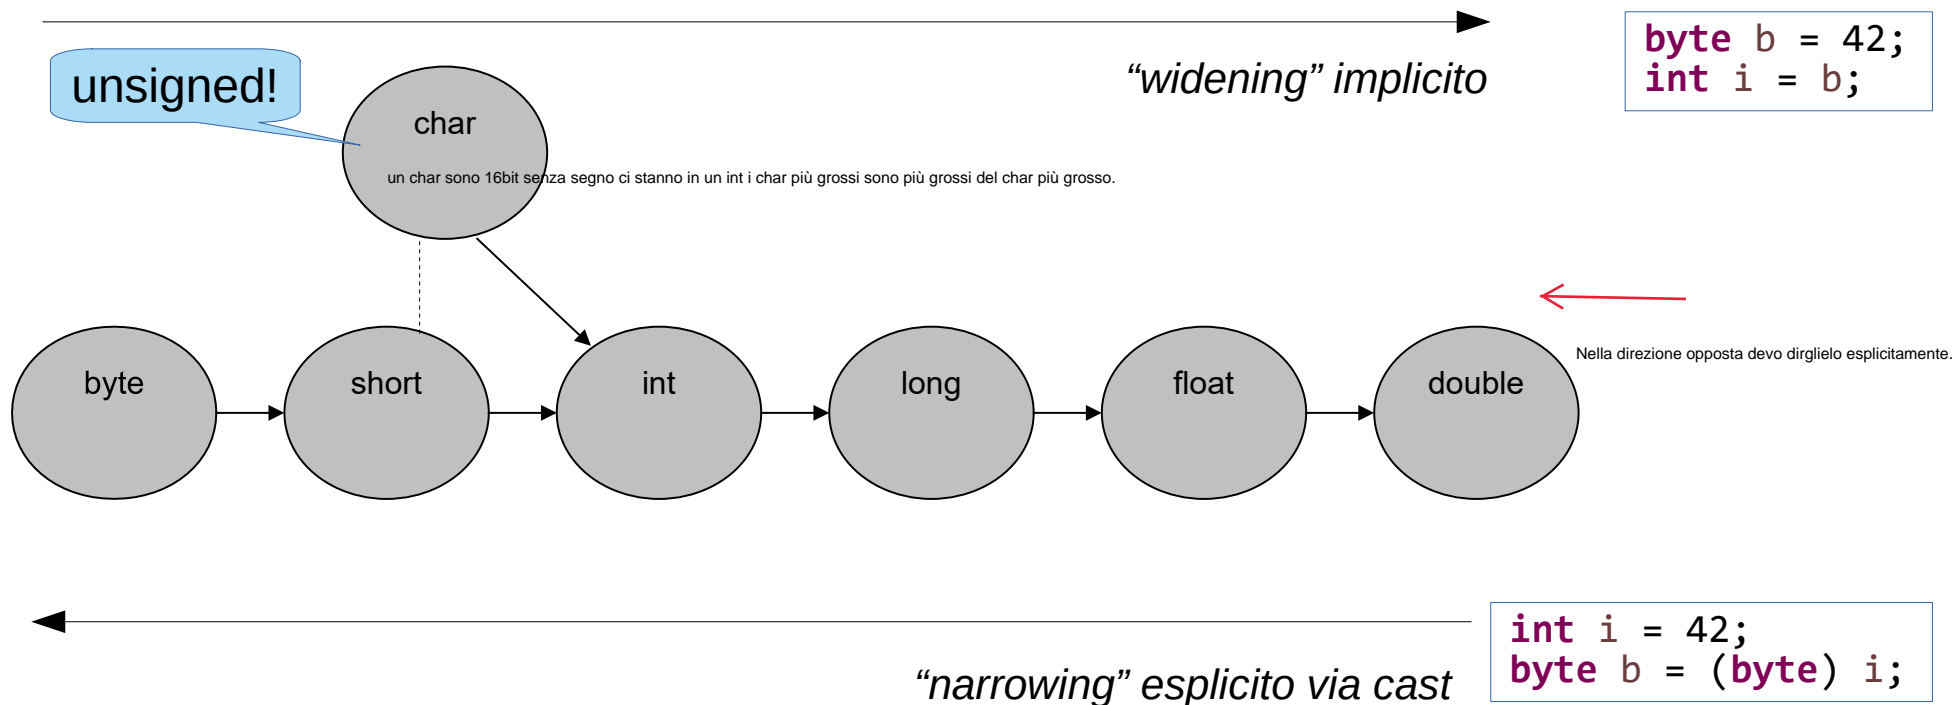 unsigned!
“widening” implicito
byte b = 42;
int i = b;
char
un char sono 16bit senza segno ci stanno in un int i char più grossi sono più grossi del char più grosso.
byte
short
int
long
float
double
Nella direzione opposta devo dirglielo esplicitamente.
“narrowing” esplicito via cast
int i = 42;
byte b = (byte) i;